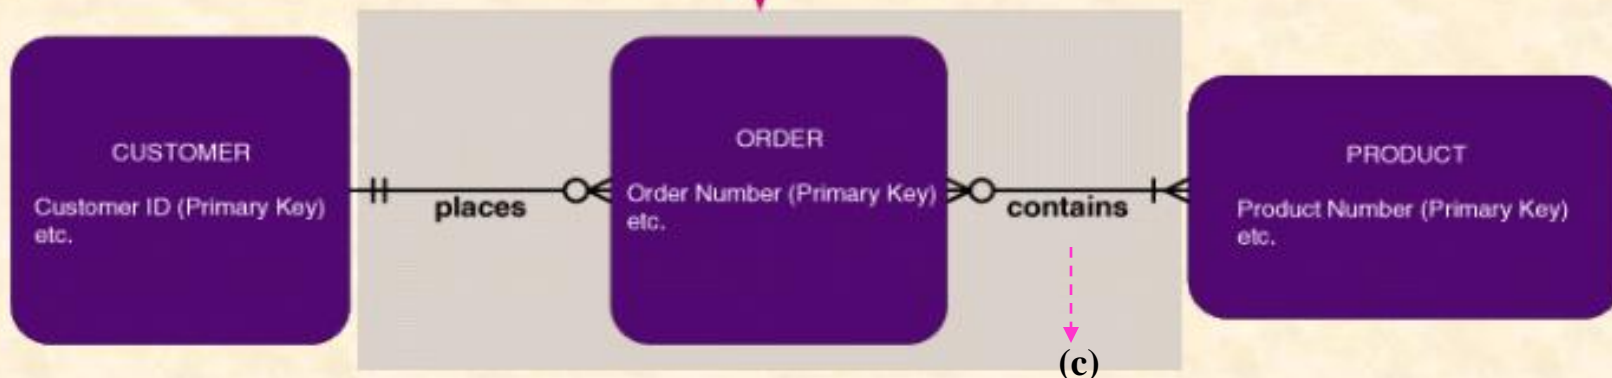 CUSTOMER
Customer ID (Primary Key)
etc.
places
ORDER
Order Number (Primary Key)
etc.
contains
(c)
PRODUCT
Product Number (Primary Key)
etc.